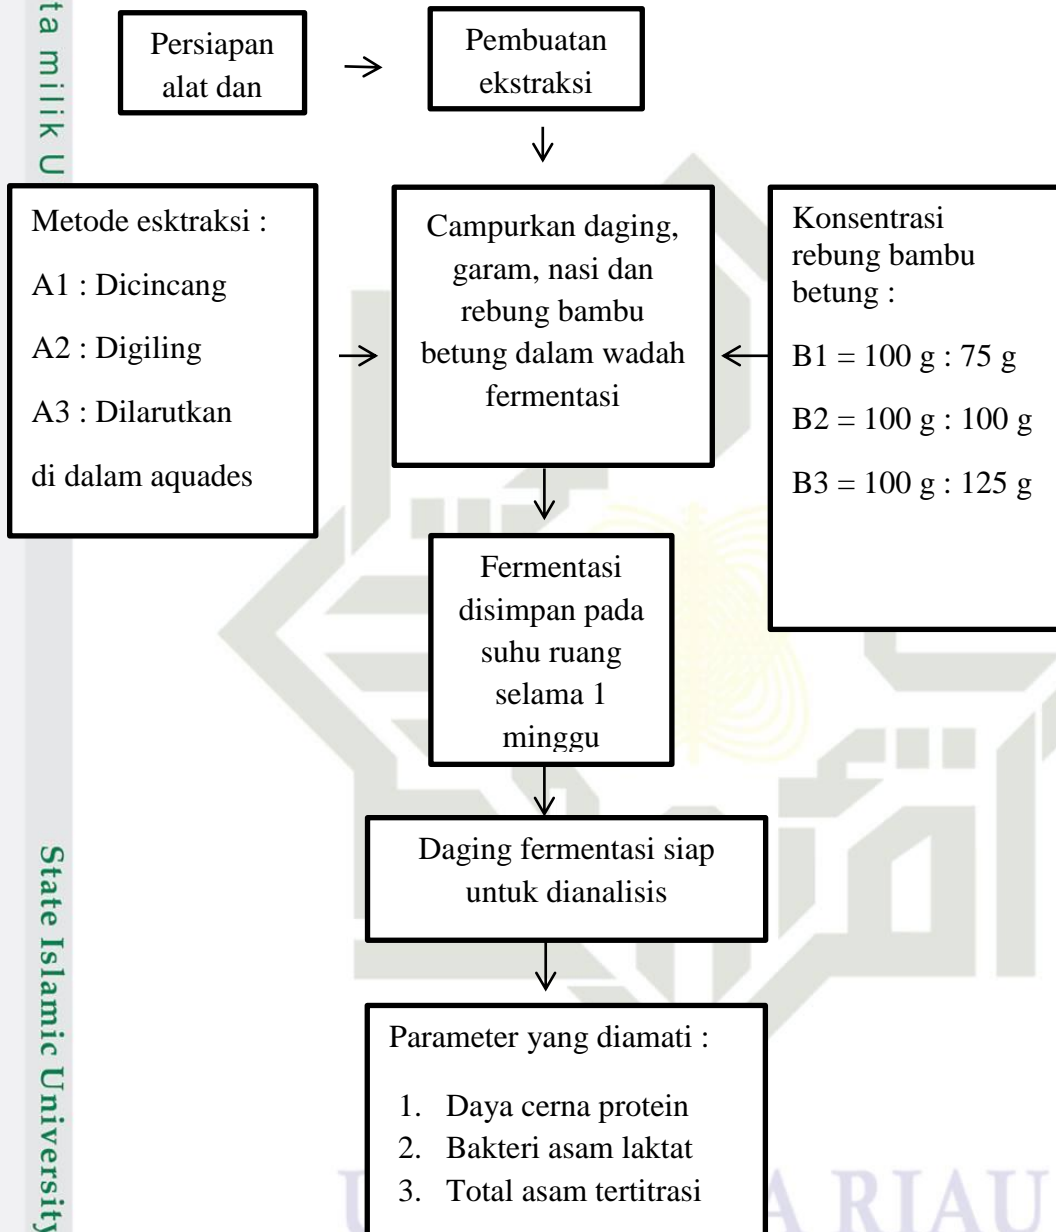 Persiapan
alat dan
Pembuatan
ekstraksi
Metode esktraksi :
A1 : Dicincang
A2 : Digiling
A3 : Dilarutkan
di dalam aquades
Campurkan daging,
garam, nasi dan
rebung bambu
betung dalam wadah
fermentasi
Konsentrasi
rebung bambu
betung :
B1 = 100 g : 75 g
B2 = 100 g : 100 g
B3 = 100 g : 125 g
Fermentasi
disimpan pada
suhu ruang
selama 1
minggu
Daging fermentasi siap
untuk dianalisis
Parameter yang diamati :
1. Daya cerna protein
2. Bakteri asam laktat
3. Total asam tertitrasi
ta milik U
State Islamic University
U
A RIAU